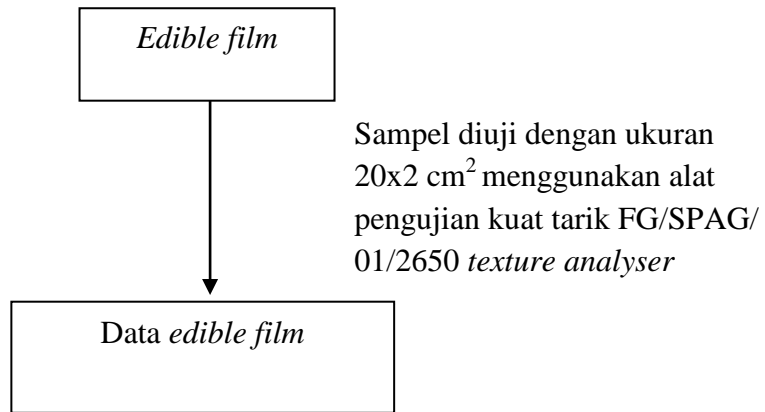 Edible film
Sampel diuji dengan ukuran
20x2 cm² menggunakan alat
pengujian kuat tarik FG/SPAG/
01/2650 texture analyser
Data edible film